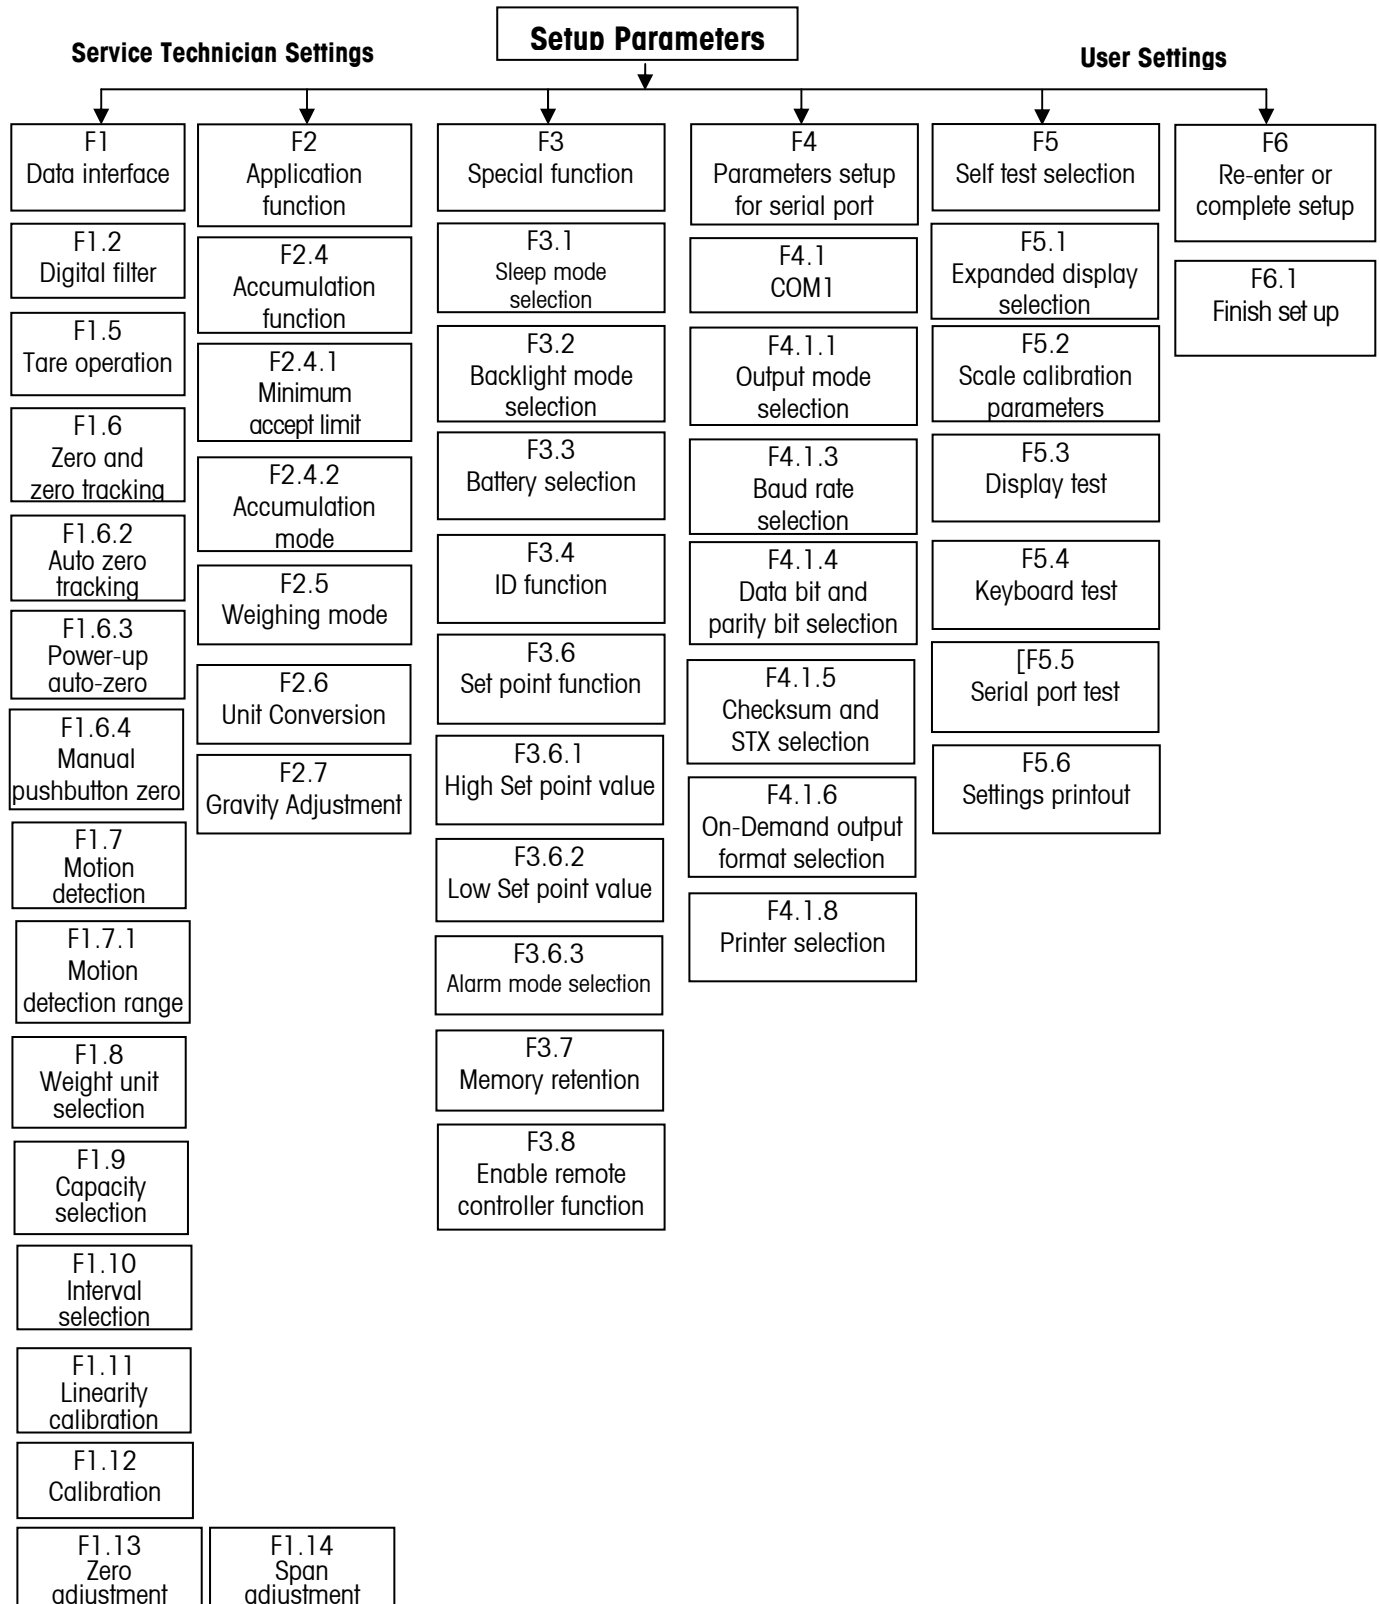 Setup Parameters
Service Technician Settings
User Settings
F1
Data interface
F1.2
Digital filter
F1.5
Tare operation
F1.6
Zero and
zero tracking
F1.6.2
Auto zero
tracking
F1.6.3
Power-up
auto-zero
F1.6.4
Manual
pushbutton zero
F1.7
Motion
detection
F1.7.1
Motion
detection range
F1.8
Weight unit
selection
F1.9
Capacity
selection
F1.10
Interval
selection
F1.11
Linearity
calibration
F1.12
Calibration
F1.13
Zero
adjustment
F1.14
Span
adjustment
F2
Application
function
F2.4
Accumulation
function
F2.4.1
Minimum
accept limit
F2.4.2
Accumulation
mode
F2.5
Weighing mode
F2.6
Unit Conversion
F2.7
Gravity Adjustment
F3
Special function
F3.1
Sleep mode
selection
F3.2
Backlight mode
selection
F3.3
Battery selection
F3.4
ID function
F3.6
Set point function
F3.6.1
High Set point value
F3.6.2
Low Set point value
F3.6.3
Alarm mode selection
F3.7
Memory retention
F3.8
Enable remote
controller function
F4
Parameters setup
for serial port
F4.1
COM1
F4.1.1
Output mode
selection
F4.1.3
Baud rate
selection
F4.1.4
Data bit and
parity bit selection
F4.1.5
Checksum and
STX selection
F4.1.6
On-Demand output
format selection
F4.1.8
Printer selection
F5
Self test selection
F5.1
Expanded display
selection
F5.2
Scale calibration
parameters
F5.3
Display test
F5.4
Keyboard test
[F5.5
Serial port test
F5.6
Settings printout
F6
Re-enter or
complete setup
F6.1
Finish set up